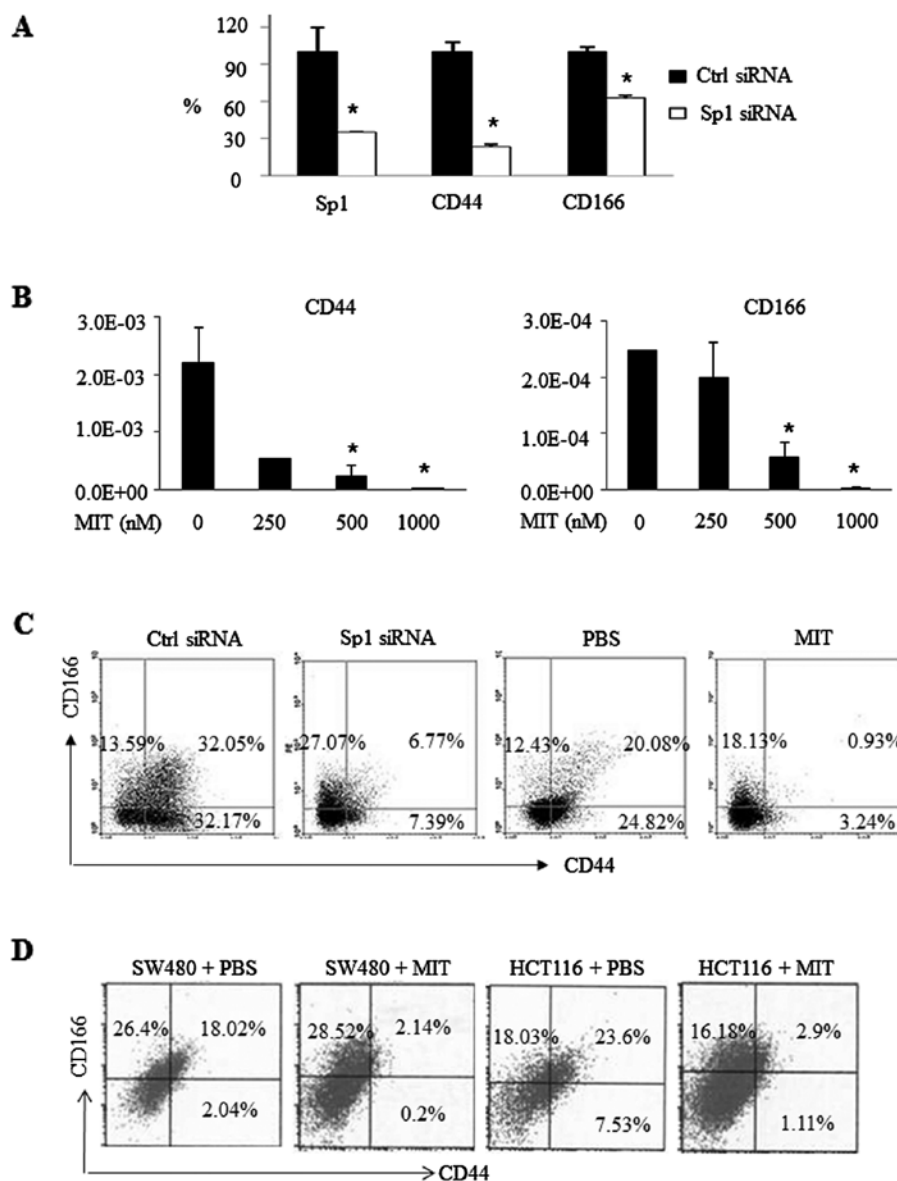 A
120
90
60
30
0
%
* * *
Ctrl siRNA
Sp1 siRNA
Sp1 CD44 CD166
B
CD44
3.0E-03
2.0E-03
1.0E-03
0.0E+00
* *
MIT (nM) 0 250 500 1000
CD166
3.0E-04
2.0E-04
1.0E-04
0.0E+00
* *
MIT (nM) 0 250 500 1000
C
Ctrl siRNA Sp1 siRNA PBS MIT
CD166
13.59% 32.05%
32.17%
27.07% 6.77%
7.39%
12.43% 20.08%
24.82%
18.13% 0.93%
3.24%
CD44
D
SW480 + PBS SW480 + MIT HCT116 + PBS HCT116 + MIT
CD166
26.4% 18.02%
2.04%
28.52% 2.14%
0.2%
18.03% 23.6%
7.53%
16.18% 2.9%
1.11%
CD44